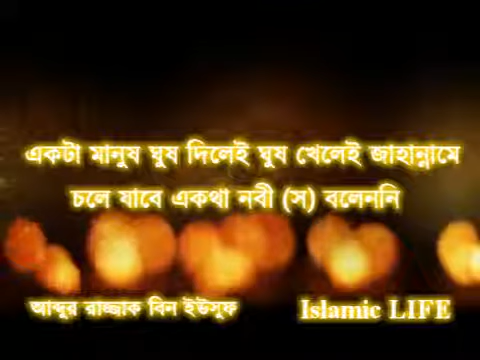 একটা মানুষ ঘুষ দিলেই ঘুষ খেলেই জাহান্নামে
চলে যাবে একথা নবী (স) বলেননি
আব্দুর রাজ্জাক বিন ইউসুফ Islamic LIFE